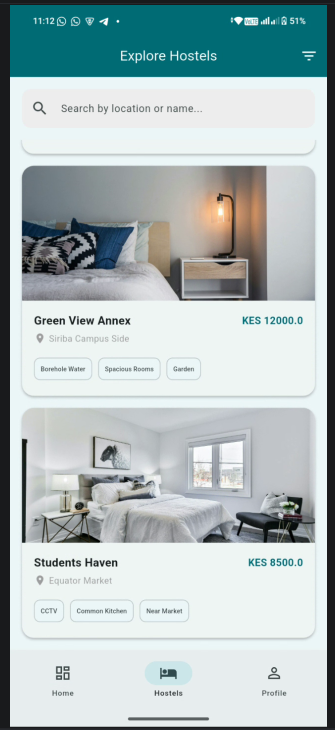 11:12 51%
Explore Hostels
Search by location or name...
Green View Annex KES 12000.0
Siriba Campus Side
Borehole Water Spacious Rooms Garden
Students Haven KES 8500.0
Equator Market
CCTV Common Kitchen Near Market
Home Hostels Profile